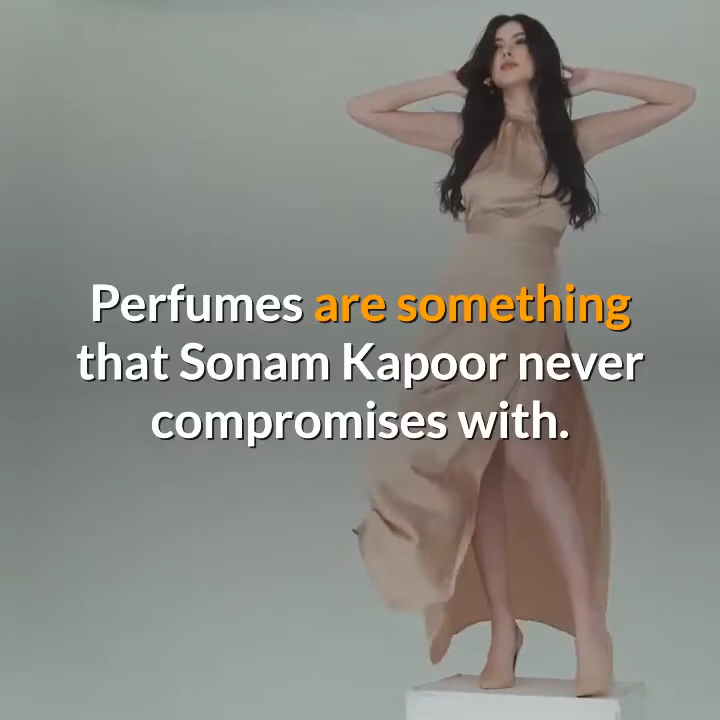 Perfumes are something
that Sonam Kapoor never
compromises with.